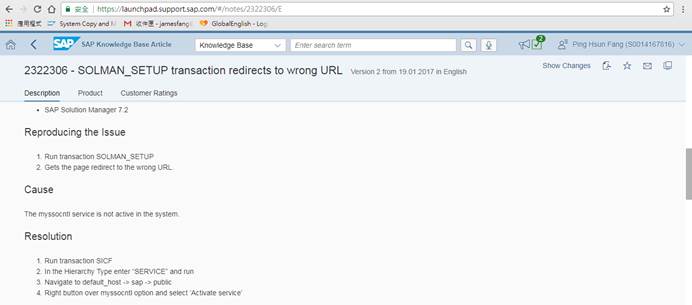 安全 | https://launchpad.support.sap.com/#/notes/2322306/E
應用程式 System Copy and M 收件匣 - jamesfang GlobalEnglish - Log
SAP SAP Knowledge Base Article Knowledge Base Enter search term 2 Ping Hsun Fang (S0014167816)
2322306 - SOLMAN_SETUP transaction redirects to wrong URL Version 2 from 19.01.2017 in English Show Changes
Description Product Customer Ratings
• SAP Solution Manager 7.2
Reproducing the Issue
1. Run transaction SOLMAN_SETUP
2. Gets the page redirect to the wrong URL.
Cause
The myssocntl service is not active in the system.
Resolution
1. Run transaction SICF
2. In the Hierarchy Type enter “SERVICE” and run
3. Navigate to default_host -> sap -> public
4. Right button over myssocntl option and select 'Activate service'